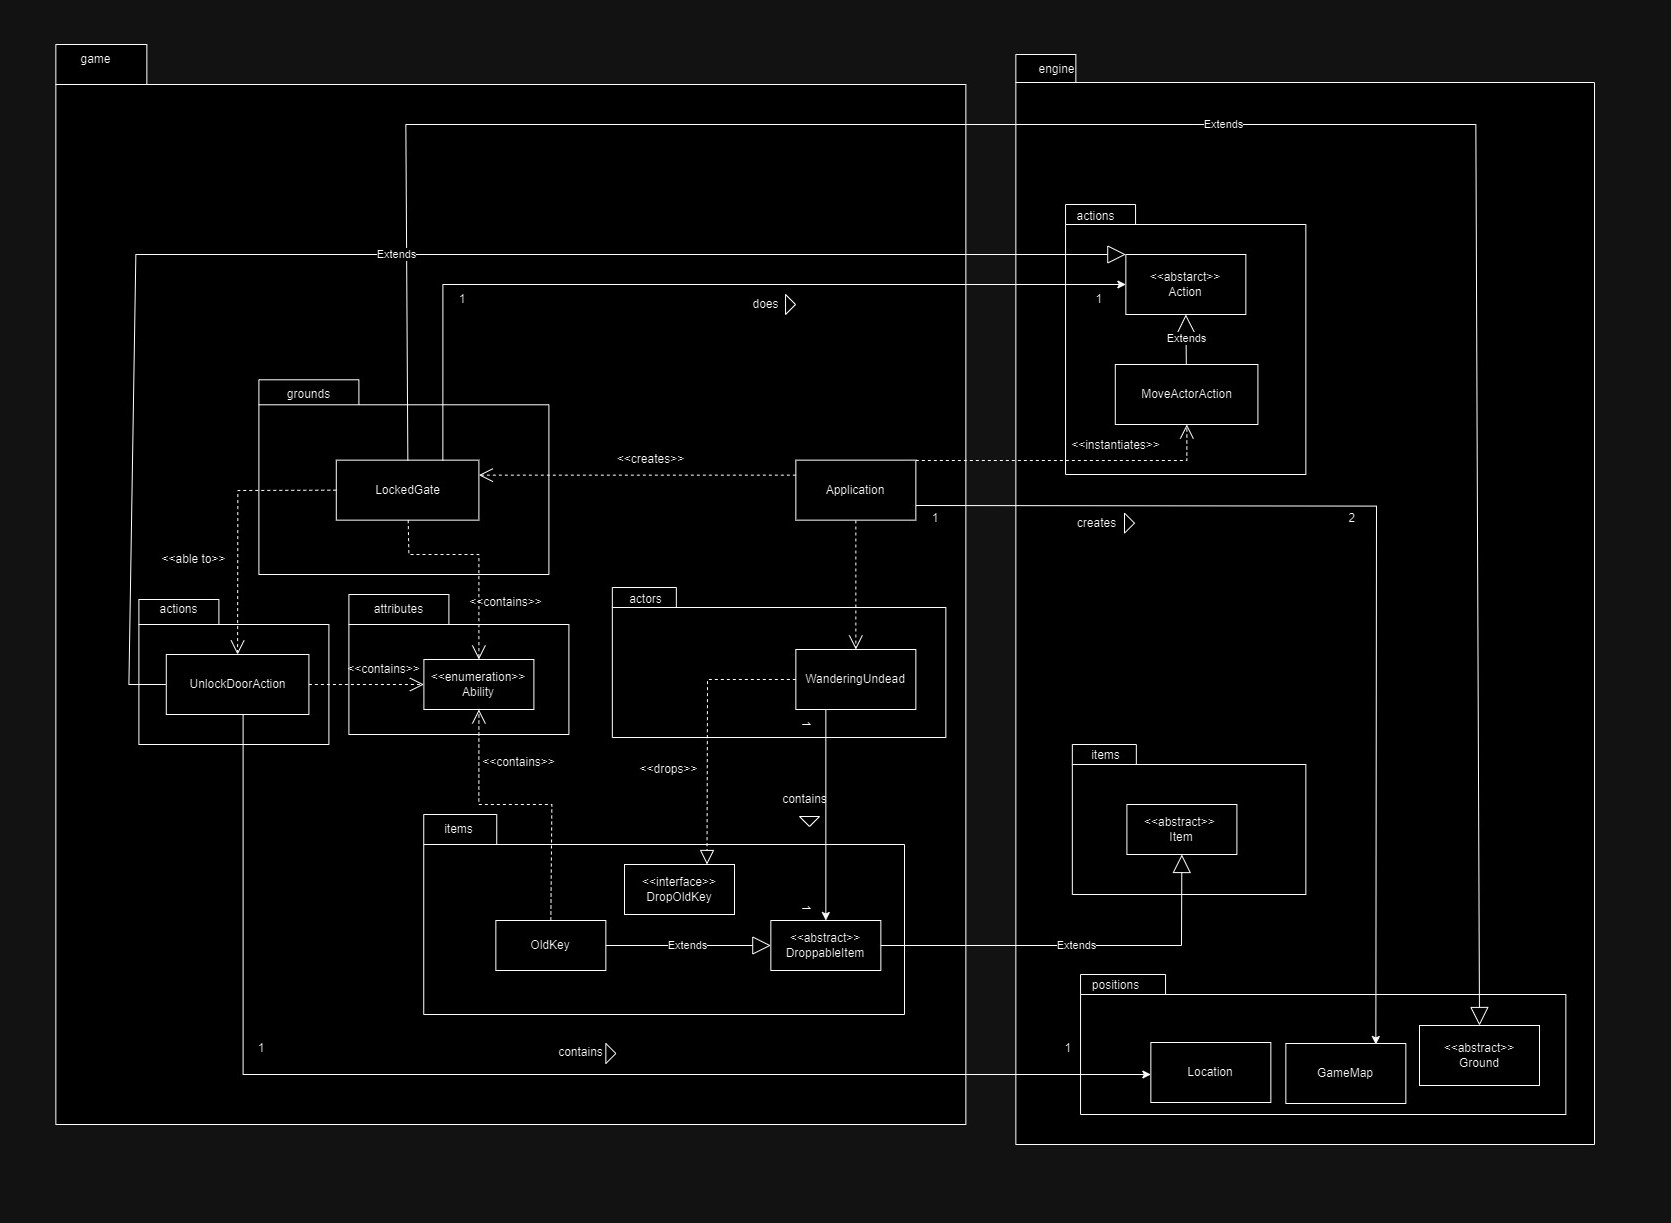 game
engine
Extends
actions
Extends
<<abstarct>>
Action
1
does
1
Extends
grounds
MoveActorAction
<<creates>>
<<instantiates>>
LockedGate
Application
1
creates
2
<<able to>>
actions
attributes
<<contains>>
actors
<<contains>>
UnlockDoorAction
<<enumeration>>
Ability
WanderingUndead
1
<<contains>>
<<drops>>
items
contains
items
<<abstract>>
Item
<<interface>>
DropOldKey
1
OldKey
Extends
<<abstract>>
DroppableItem
Extends
positions
1
contains
1
<<abstract>>
Ground
Location
GameMap